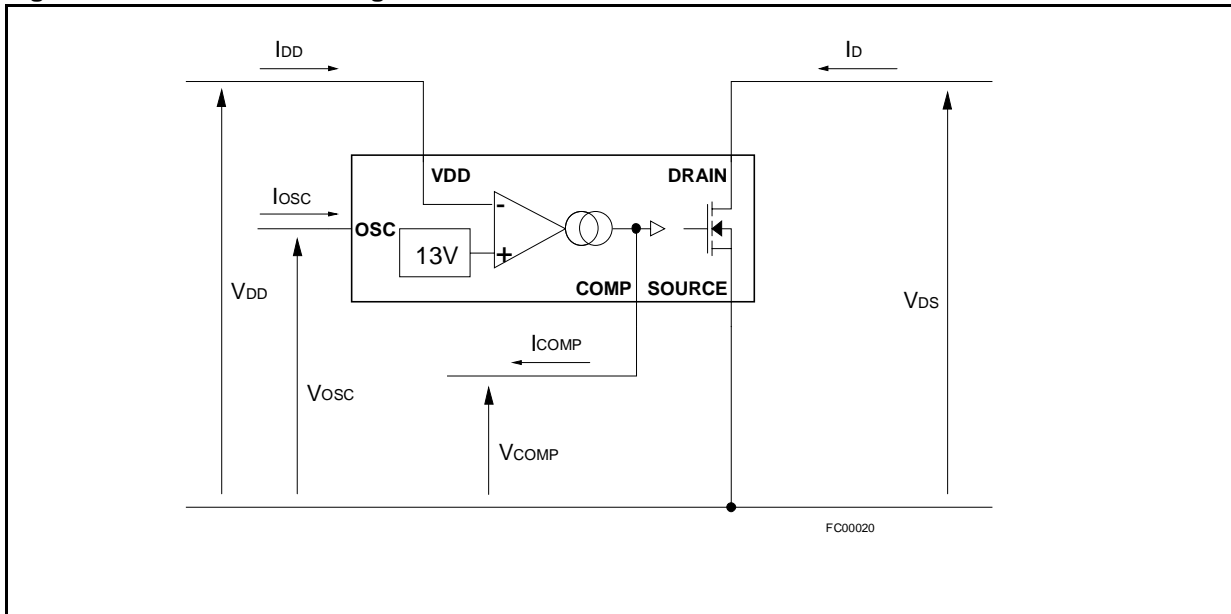 IDD
ID
VDD
DRAIN
IOSC
OSC
-
13V
+
COMP
SOURCE
VDD
VDS
ICOMP
VOSC
VCOMP
FC00020